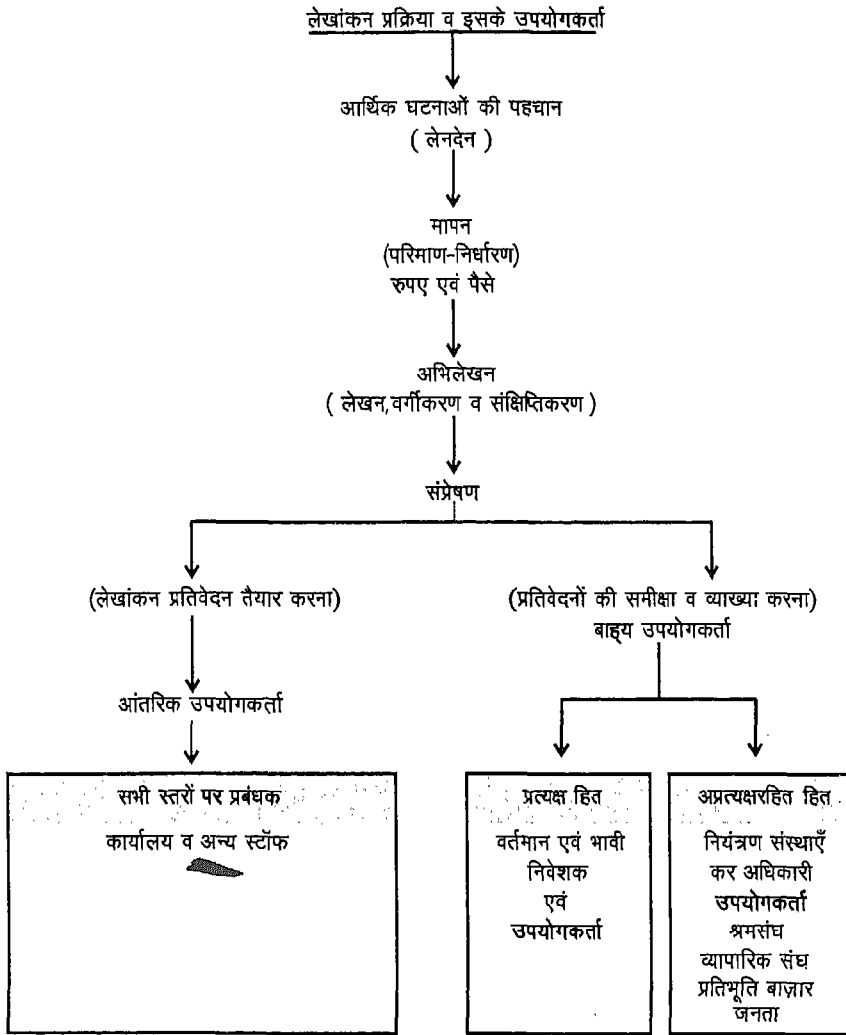 लेखांकन प्रक्रिया व इसके उपयोगकर्ता
आर्थिक घटनाओं की पहचान
( लेनदेन )
मापन
(परिमाण-निर्धारण)
रुपए एवं पैसे
अभिलेखन
( लेखन,वर्गीकरण व संक्षिप्तिकरण )
संप्रेषण
(लेखांकन प्रतिवेदन तैयार करना)
आंतरिक उपयोगकर्ता
सभी स्तरों पर प्रबंधक
कार्यालय व अन्य स्टॉफ
(प्रतिवेदनों की समीक्षा व व्याख्या करना)
बाह्य उपयोगकर्ता
प्रत्यक्ष हित
वर्तमान एवं भावी
निवेशक
एवं
उपयोगकर्ता
अप्रत्यक्षरहित हित
नियंत्रण संस्थाएँ
कर अधिकारी
उपयोगकर्ता
श्रमसंघ
व्यापारिक संघ
प्रतिभूति बाज़ार
जनता